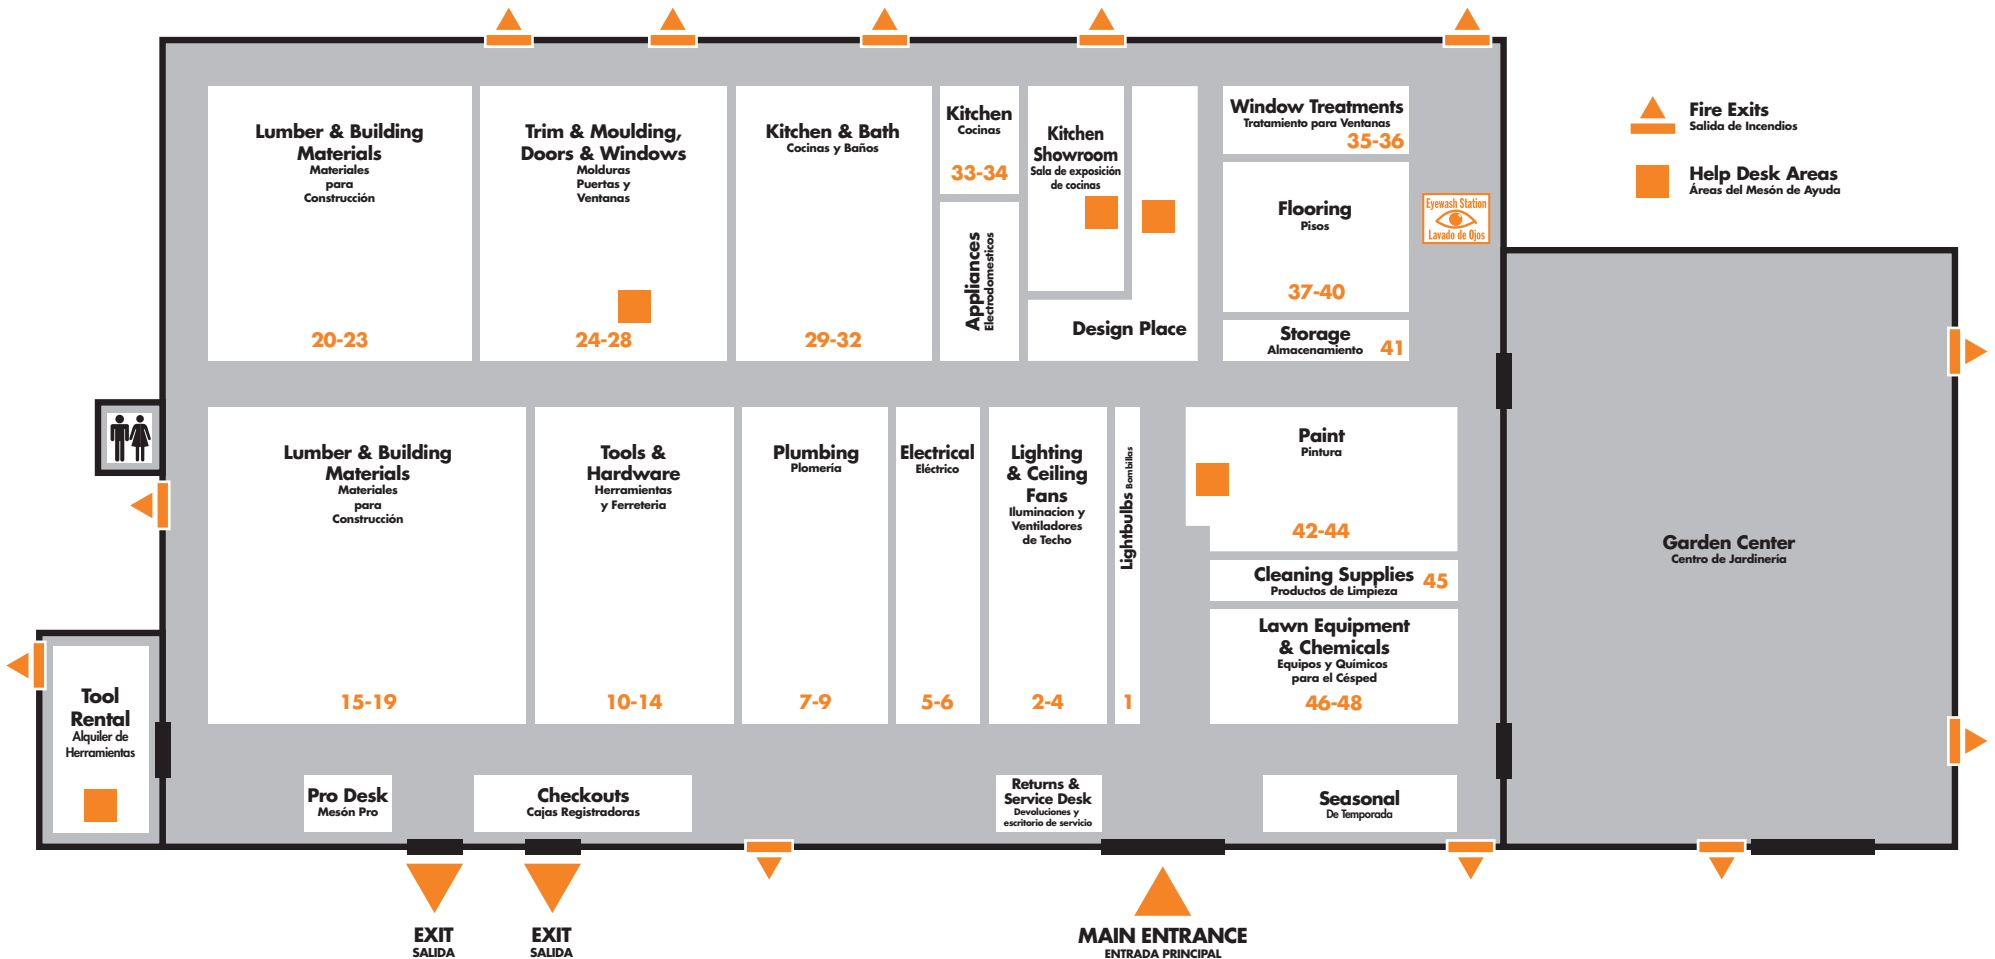 Lumber & Building
Materials
Materiales
para
Construcción
20-23
Trim & Moulding,
Doors & Windows
Molduras
Puertas y
Ventanas
24-28
Kitchen & Bath
Cocinas y Baños
29-32
Kitchen
Cocinas
33-34
Appliances
Electrodomesticos
Kitchen
Showroom
Sala de exposición
de cocinas
Design Place
Window Treatments
Tratamiento para Ventanas
35-36
Flooring
Pisos
37-40
Storage
Almacenamiento
41
Eyewash Station
Lavado de Ojos
Fire Exits
Salida de Incendios
Help Desk Areas
Áreas del Mesón de Ayuda
Lumber & Building
Materials
Materiales
para
Construcción
15-19
Tools &
Hardware
Herramientas
y Ferreteria
10-14
Plumbing
Plomería
7-9
Electrical
Eléctrico
5-6
Lighting
& Ceiling
Fans
Iluminacion y
Ventiladores
de Techo
2-4
Lightbulbs Bombillas
1
Paint
Pintura
42-44
Cleaning Supplies
Productos de Limpieza
45
Lawn Equipment
& Chemicals
Equipos y Químicos
para el Césped
46-48
Garden Center
Centro de Jardinería
Tool
Rental
Alquiler de
Herramientas
Pro Desk
Mesón Pro
Checkouts
Cajas Registradoras
Returns &
Service Desk
Devoluciones y
escritorio de servicio
Seasonal
De Temporada
EXIT
SALIDA
EXIT
SALIDA
MAIN ENTRANCE
ENTRADA PRINCIPAL